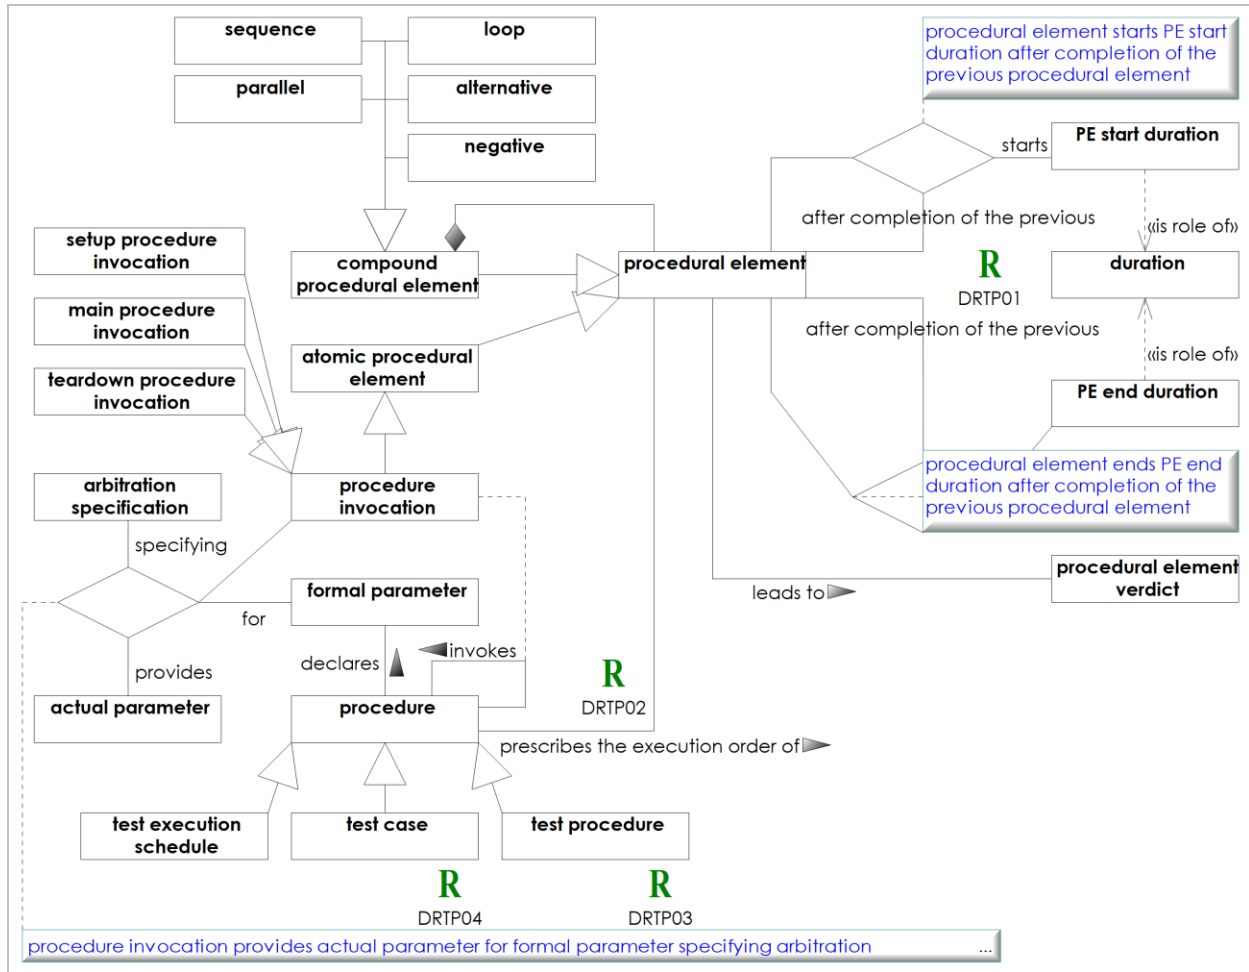 sequence
loop
parallel
alternative
negative
procedural element starts PE start
duration after completion of the
previous procedural element
starts
PE start duration
after completion of the previous
«is role of»
setup procedure
invocation
compound
procedural element
procedural element
R
DRTP01
duration
main procedure
invocation
after completion of the previous
«is role of»
atomic procedural
element
teardown procedure
invocation
PE end duration
arbitration
specification
procedure
invocation
procedural element ends PE end
duration after completion of the
previous procedural element
specifying
formal parameter
for
leads to
procedural element
verdict
declares
invokes
provides
R
DRTP02
actual parameter
procedure
prescribes the execution order of
test execution
schedule
test case
test procedure
R
DRTP04
R
DRTP03
procedure invocation provides actual parameter for formal parameter specifying arbitration ...